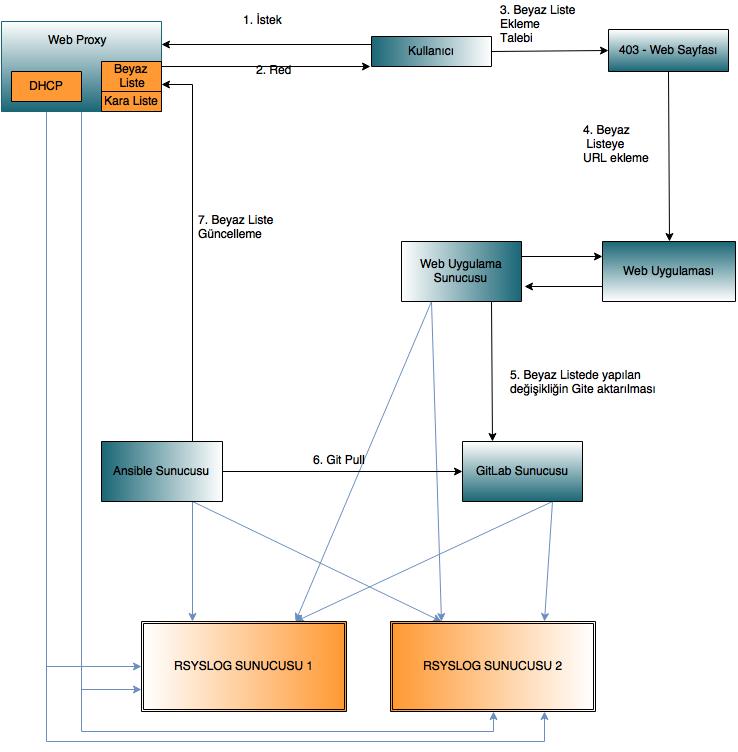 1. İstek
3. Beyaz Liste
Ekleme
Talebi
Web Proxy
Kullanıcı
403 - Web Sayfası
2. Red
Beyaz
Liste
DHCP
Kara Liste
4. Beyaz
Listeye
URL ekleme
7. Beyaz Liste
Güncelleme
Web Uygulama
Sunucusu
Web Uygulaması
5. Beyaz Listede yapılan
değişikliğin Gite aktarılması
6. Git Pull
Ansible Sunucusu
GitLab Sunucusu
RSYSLOG SUNUCUSU 1
RSYSLOG SUNUCUSU 2